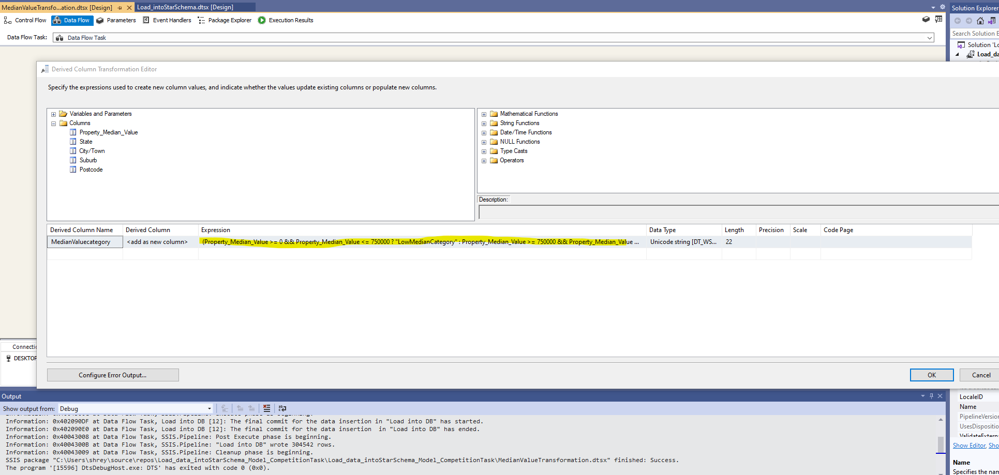 MedianValueTransfo...ation.dtsx [Design]
Load_intoStarSchema.dtsx [Design]
Solution Explorer
Control Flow
Data Flow
Parameters
Event Handlers
Package Explorer
Execution Results
Search Solution E
Data Flow Task:
Data Flow Task
Solution 'Lo
Load_da
Derived Column Transformation Editor
Specify the expressions used to create new column values, and indicate whether the values update existing columns or populate new columns.
Variables and Parameters
Columns
Property_Median_Value
State
City/Town
Suburb
Postcode
Mathematical Functions
String Functions
Date/Time Functions
NULL Functions
Type Casts
Operators
Description:
Derived Column Name Derived Column Expression Data Type Length Precision Scale Code Page
MedianValuecategory <add as new column> (Property_Median_Value >= 0 && Property_Median_Value <= 750000 ? "LowMedianCategory" : Property_Median_Value >= 750000 && Property_Median_Value ... Unicode string [DT_WS... 22
Connectio
DESKTOP
Configure Error Output...
OK
Cancel
Output
Show output from: Debug
Information: 0x402090DF at Data Flow Task, Load into DB [12]: The final commit for the data insertion in "Load into DB" has started.
Information: 0x402090E0 at Data Flow Task, Load into DB [12]: The final commit for the data insertion  in "Load into DB" has ended.
Information: 0x40043008 at Data Flow Task, SSIS.Pipeline: Post Execute phase is beginning.
Information: 0x4004300B at Data Flow Task, SSIS.Pipeline: "Load into DB" wrote 304542 rows.
Information: 0x40043009 at Data Flow Task, SSIS.Pipeline: Cleanup phase is beginning.
SSIS package "C:\Users\shrey\source\repos\Load_data_intoStarSchema_Model_CompetitionTask\Load_data_intoStarSchema_Model_CompetitionTask\MedianValueTransformation.dtsx" finished: Success.
The program '[15596] DtsDebugHost.exe: DTS' has exited with code 0 (0x0).
LocaleID
Name
PipelineVersion
UsesDispositio
ValidateExterna
Show Editor, Sho
Name
Specifies the nam